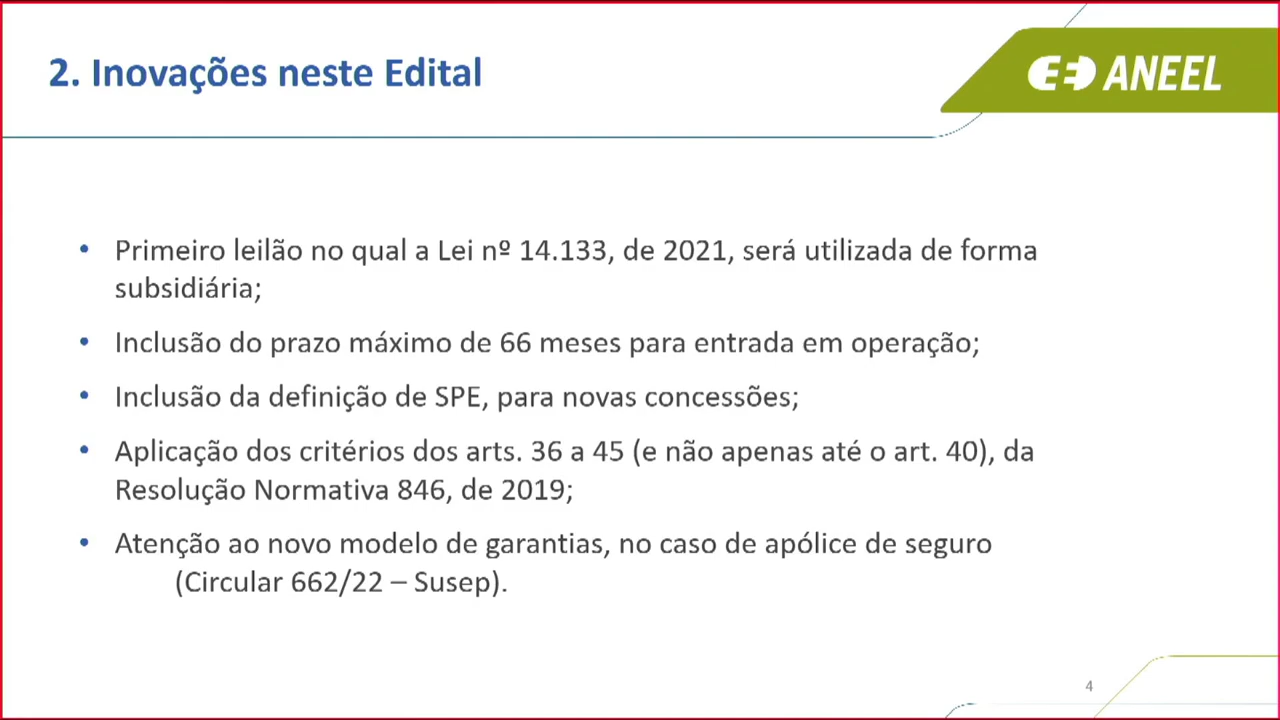 2. Inovações neste Edital
ANEEL
• Primeiro leilão no qual a Lei nº 14.133, de 2021, será utilizada de forma
subsidiária;
• Inclusão do prazo máximo de 66 meses para entrada em operação;
• Inclusão da definição de SPE, para novas concessões;
• Aplicação dos critérios dos arts. 36 a 45 (e não apenas até o art. 40), da
Resolução Normativa 846, de 2019;
• Atenção ao novo modelo de garantias, no caso de apólice de seguro
(Circular 662/22 – Susep).
4